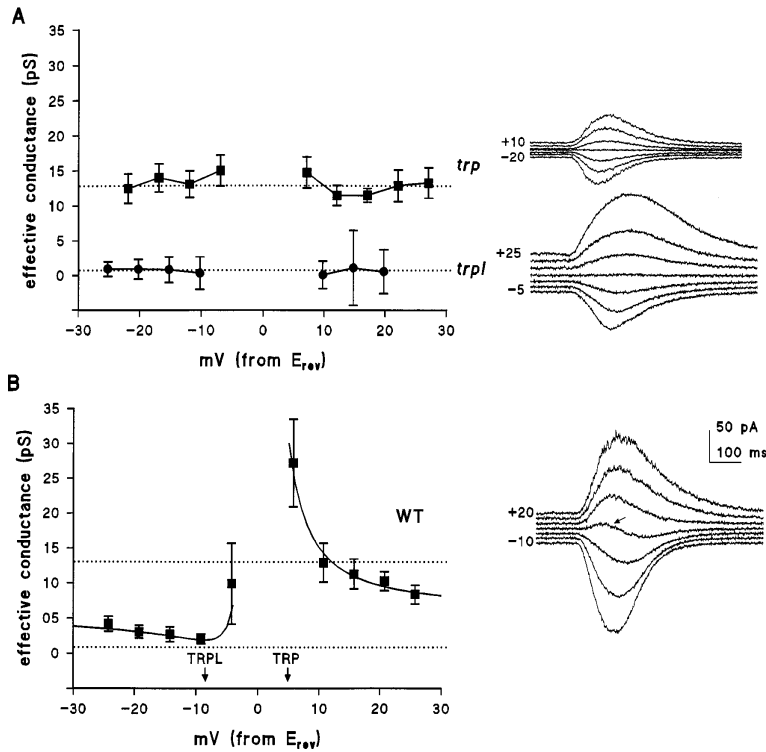 A
effective conductance (pS)
35
30
25
20
15
10
5
0
trp
trpl
−30
−20
−10
0
10
20
30
mV (from Erev)
+10
−20
+25
−5
B
effective conductance (pS)
35
30
25
20
15
10
05
0
WT
TRPL
TRP
−30
−20
−10
0
10
20
30
mV (from Erev)
50 pA
100 ms
+20
−10